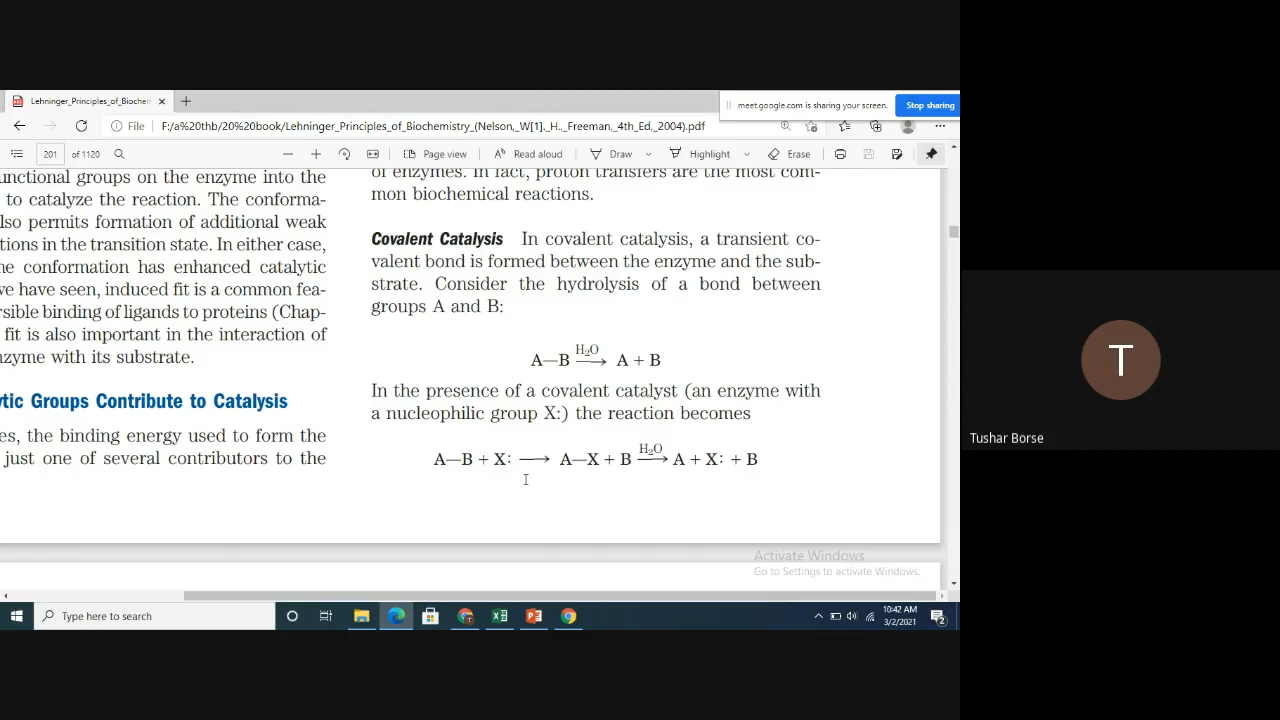 Lehninger_Principles_of_Biochem
meet.google.com is sharing your screen.
Stop sharing
File
F:/a%20bb/20%20book/Lehninger_Principles_of_Biochemistry_(Nelson,_W[1]._H.,_Freeman,_4th_Ed,_2004).pdf
201 of 1120
Page view
Read aloud
Draw
Highlight
Erase
unctional groups on the enzyme into the
to catalyze the reaction. The conforma-
lso permits formation of additional weak
tions in the transition state. In either case,
ne conformation has enhanced catalytic
ve have seen, induced fit is a common fea-
rsible binding of ligands to proteins (Chap-
fit is also important in the interaction of
nzyme with its substrate.
ytic Groups Contribute to Catalysis
es, the binding energy used to form the
just one of several contributors to the
of enzymes. In fact, proton transfers are the most com-
mon biochemical reactions.
Covalent Catalysis In covalent catalysis, a transient co-
valent bond is formed between the enzyme and the sub-
strate. Consider the hydrolysis of a bond between
groups A and B:
A—B H₂O⟶ A + B
In the presence of a covalent catalyst (an enzyme with
a nucleophilic group X:) the reaction becomes
A—B + X: ⟶ A—X + B H₂O⟶ A + X: + B
Activate Windows
Go to Settings to activate Windows.
Type here to search
10:42 AM
3/2/2021
2
T
Tushar Borse